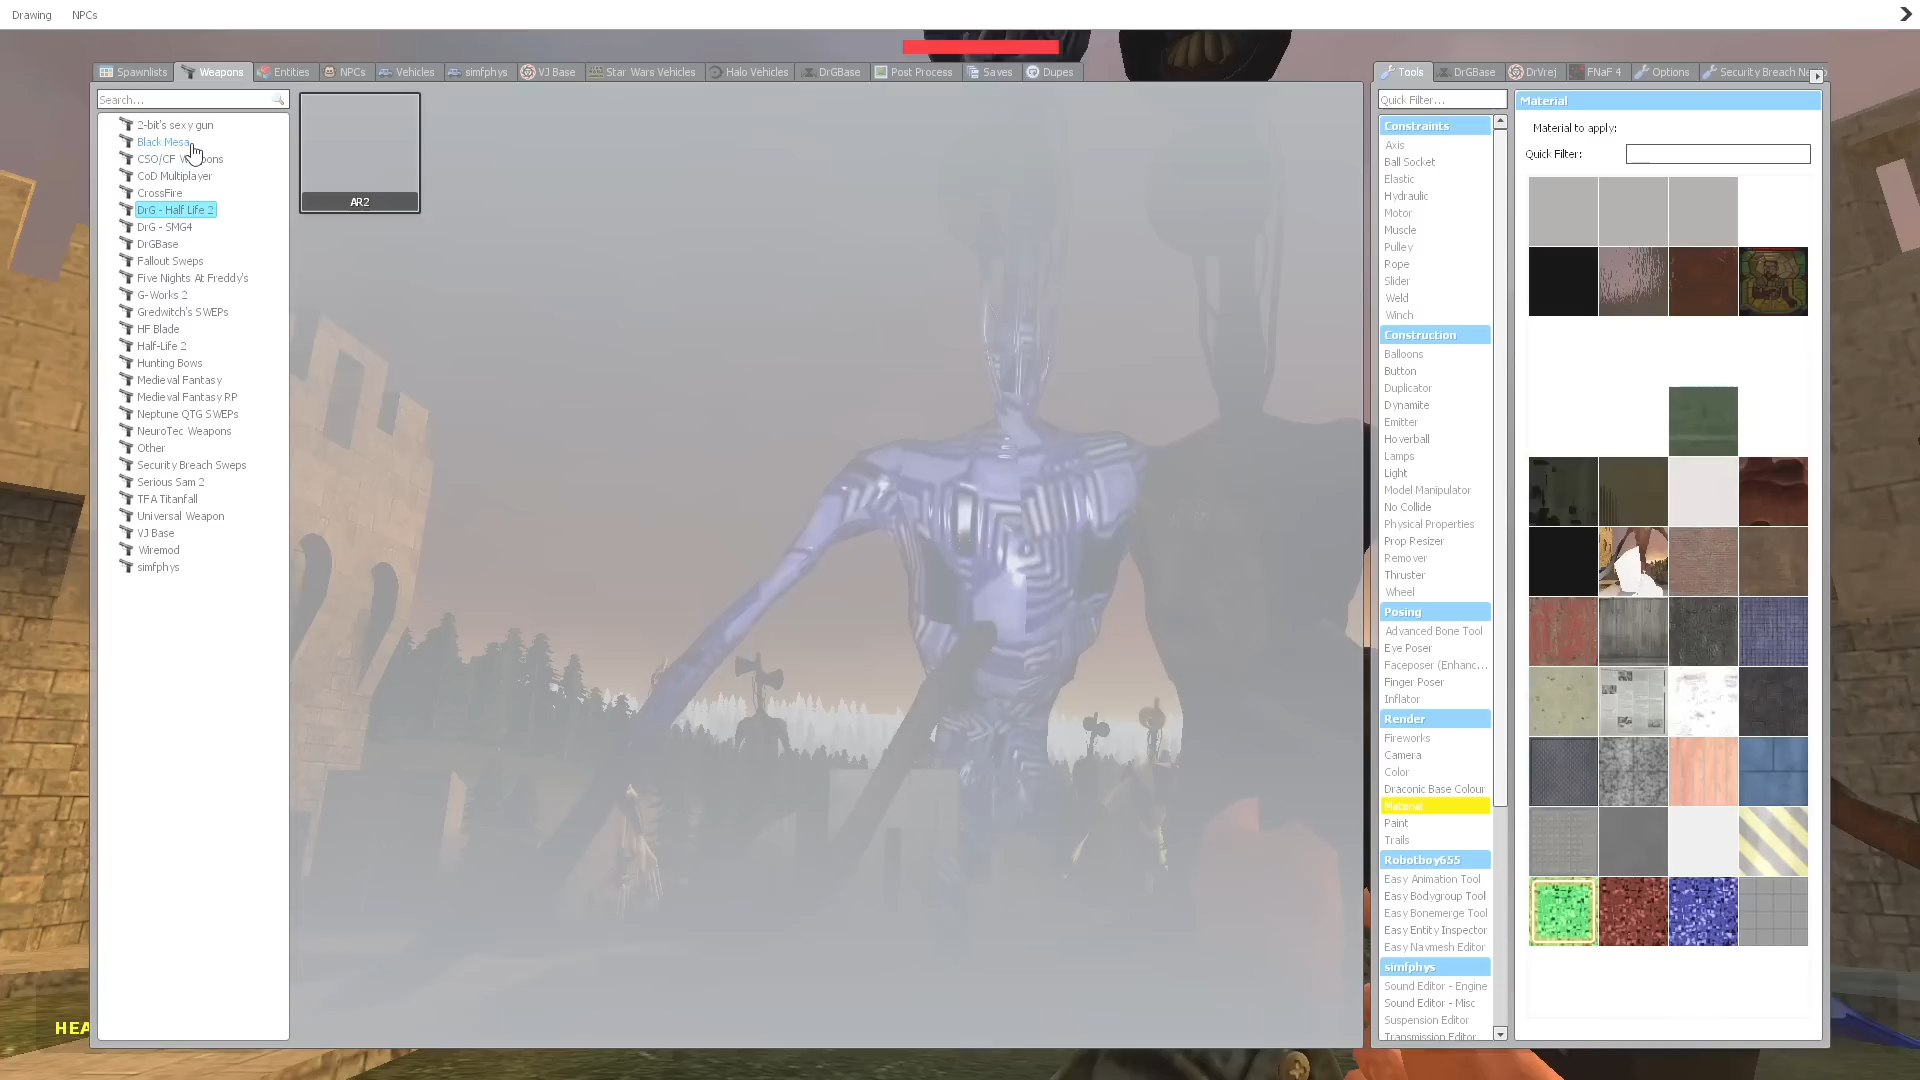 Drawing NPCs
Spawnlists Weapons Entities NPCs Vehicles simfphys VJ Base Star Wars Vehicles Halo Vehicles DrGBase Post Process Saves Dupes
Tools DrGBase DrVrej FNaF 4 Options Security Breach
Search...
2-bit's sexy gun
Black Mesa
CSO/CF
CoD Multiplayer
CrossFire
DrG - Half Life 2
DrG - SMG4
DrGBase
Fallout Sweps
Five Nights At Freddy's
G-Works 2
Gredwitch's SWEPs
HF Blade
Half-Life 2
Hunting Bows
Medieval Fantasy
Medieval Fantasy RP
Neptune QTG SWEPs
NeuroTec Weapons
Other
Security Breach Sweps
Serious Sam 2
TFA Titanfall
Universal Weapon
VJ Base
Wiremod
simfphys
AR2
HEA
Quick Filter...
Constraints
Axis
Ball Socket
Elastic
Hydraulic
Motor
Muscle
Pulley
Rope
Slider
Weld
Winch
Construction
Balloons
Button
Duplicator
Dynamite
Emitter
Hoverball
Lamps
Light
Model Manipulator
No Collide
Physical Properties
Prop Resizer
Remover
Thruster
Wheel
Posing
Advanced Bone Tool
Eye Poser
Faceposer (Enhanc...
Finger Poser
Inflator
Render
Fireworks
Camera
Color
Draconic Base Colour
Material
Paint
Trails
Robotboy655
Easy Animation Tool
Easy Bodygroup Tool
Easy Bonemerge Tool
Easy Entity Inspector
Easy Navmesh Editor
simfphys
Sound Editor - Engine
Sound Editor - Misc
Suspension Editor
Transmission Editor
Material
Material to apply:
Quick Filter: